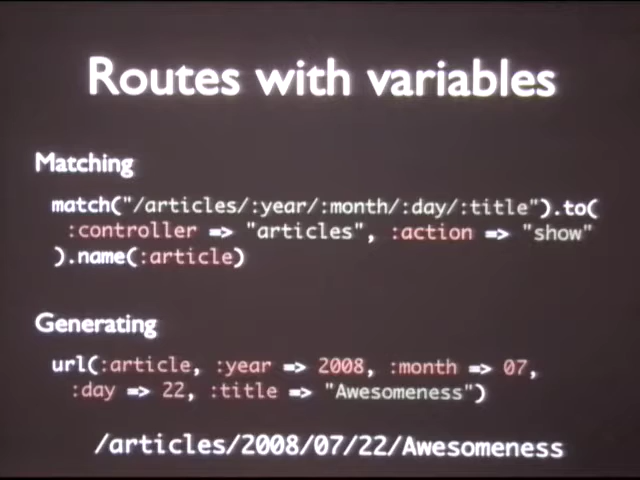 Routes with variables
Matching
match("/articles/:year/:month/:day/:title").to(
:controller => "articles", :action => "show"
).name(:article)
Generating
url(:article, :year => 2008, :month => 07,
:day => 22, :title => "Awesomeness")
/articles/2008/07/22/Awesomeness